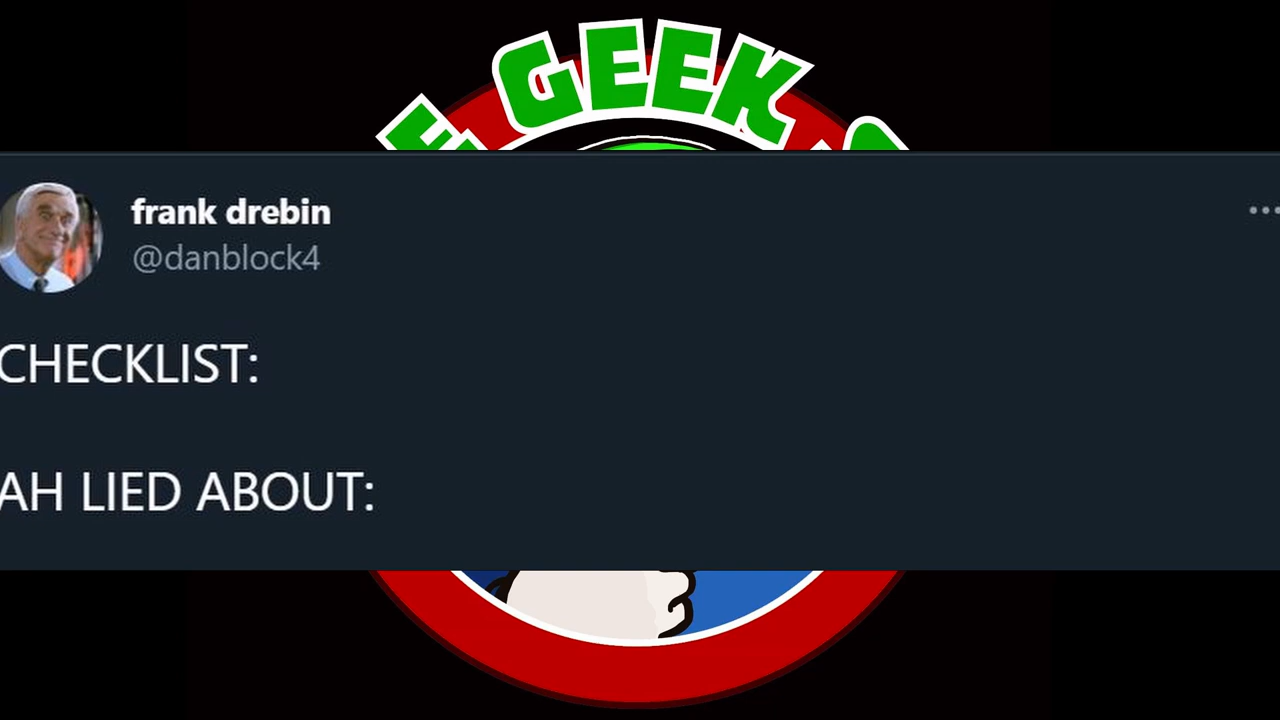 GEEK
frank drebin
@danblock4
CHECKLIST:
AH LIED ABOUT: